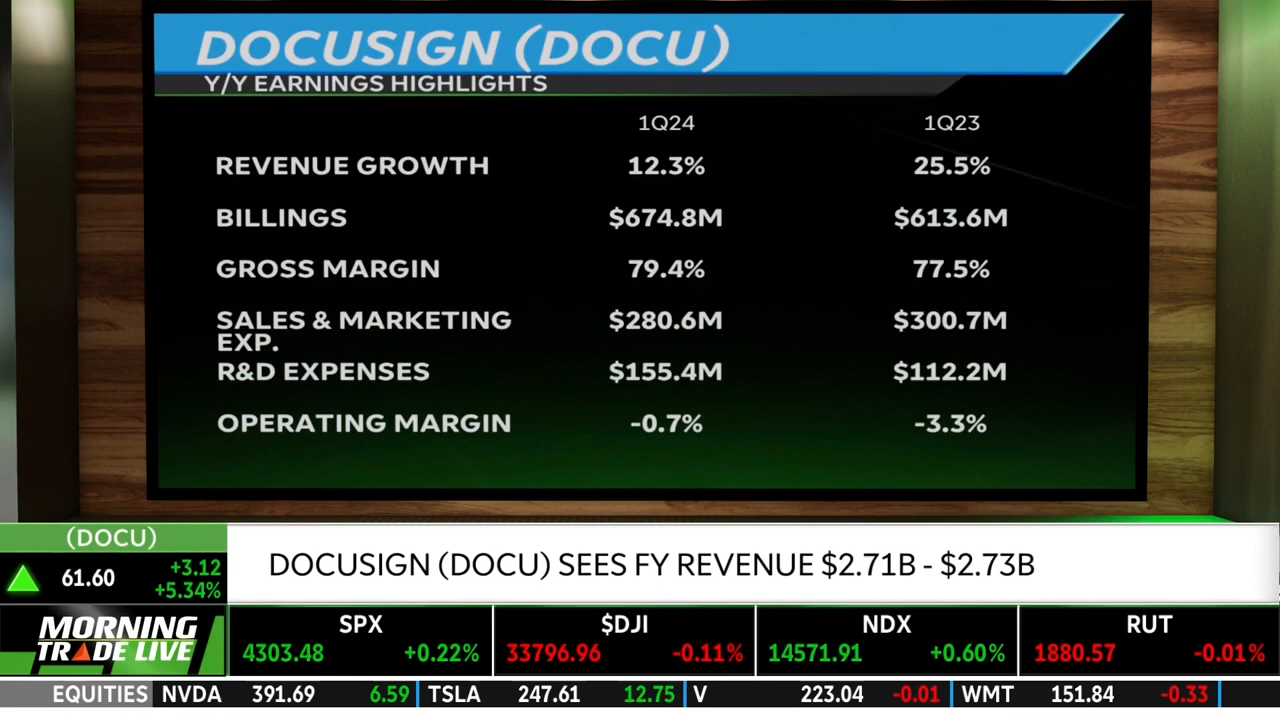 DOCUSIGN (DOCU)
Y/Y EARNINGS HIGHLIGHTS
1Q24 1Q23
REVENUE GROWTH 12.3% 25.5%
BILLINGS $674.8M $613.6M
GROSS MARGIN 79.4% 77.5%
SALES & MARKETING EXP. $280.6M $300.7M
R&D EXPENSES $155.4M $112.2M
OPERATING MARGIN -0.7% -3.3%
(DOCU)
61.60 +3.12 +5.34%
DOCUSIGN (DOCU) SEES FY REVENUE $2.71B - $2.73B
MORNING
TRADE LIVE
SPX $DJI NDX RUT
4303.48 +0.22% 33796.96 -0.11% 14571.91 +0.60% 1880.57 -0.01%
EQUITIES NVDA 391.69 6.59 TSLA 247.61 12.75 V 223.04 -0.01 WMT 151.84 -0.33